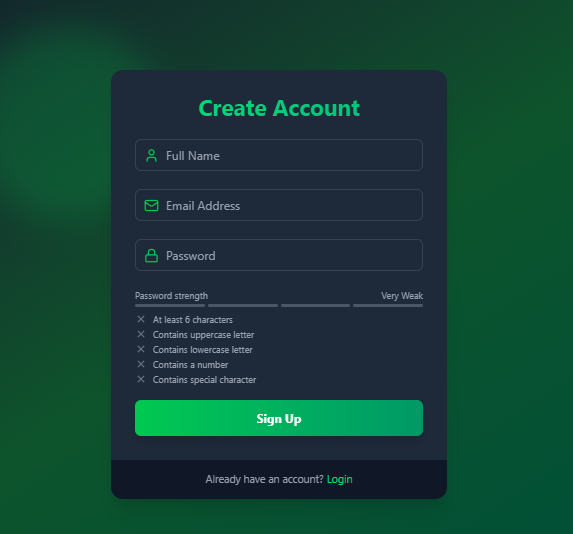 Create Account
Full Name
Email Address
Password
Password strength Very Weak
At least 6 characters
Contains uppercase letter
Contains lowercase letter
Contains a number
Contains special character
Sign Up
Already have an account? Login